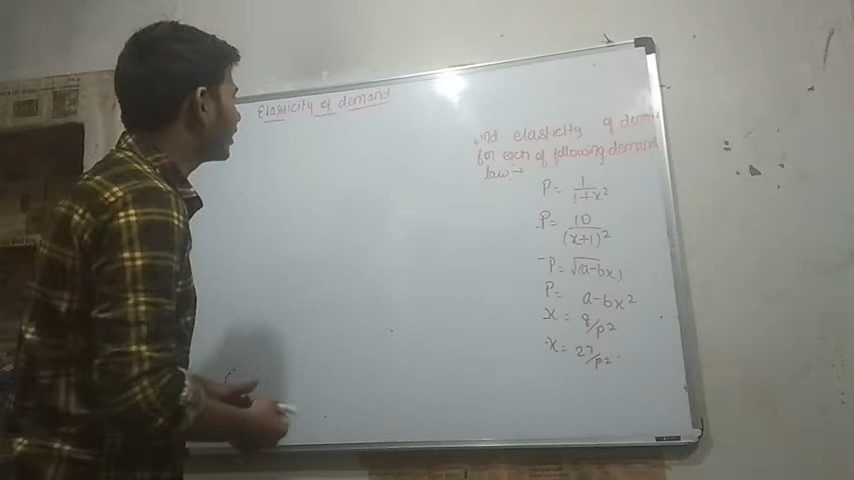 Elasticity of demand
ind elasticity of dem
for each of following demand
law :→
P = 1/1+x²
- P = 10/(x+1)²
- P = √(a-bx)
P = a-bx²
x = 8/p2
x = 27/p2